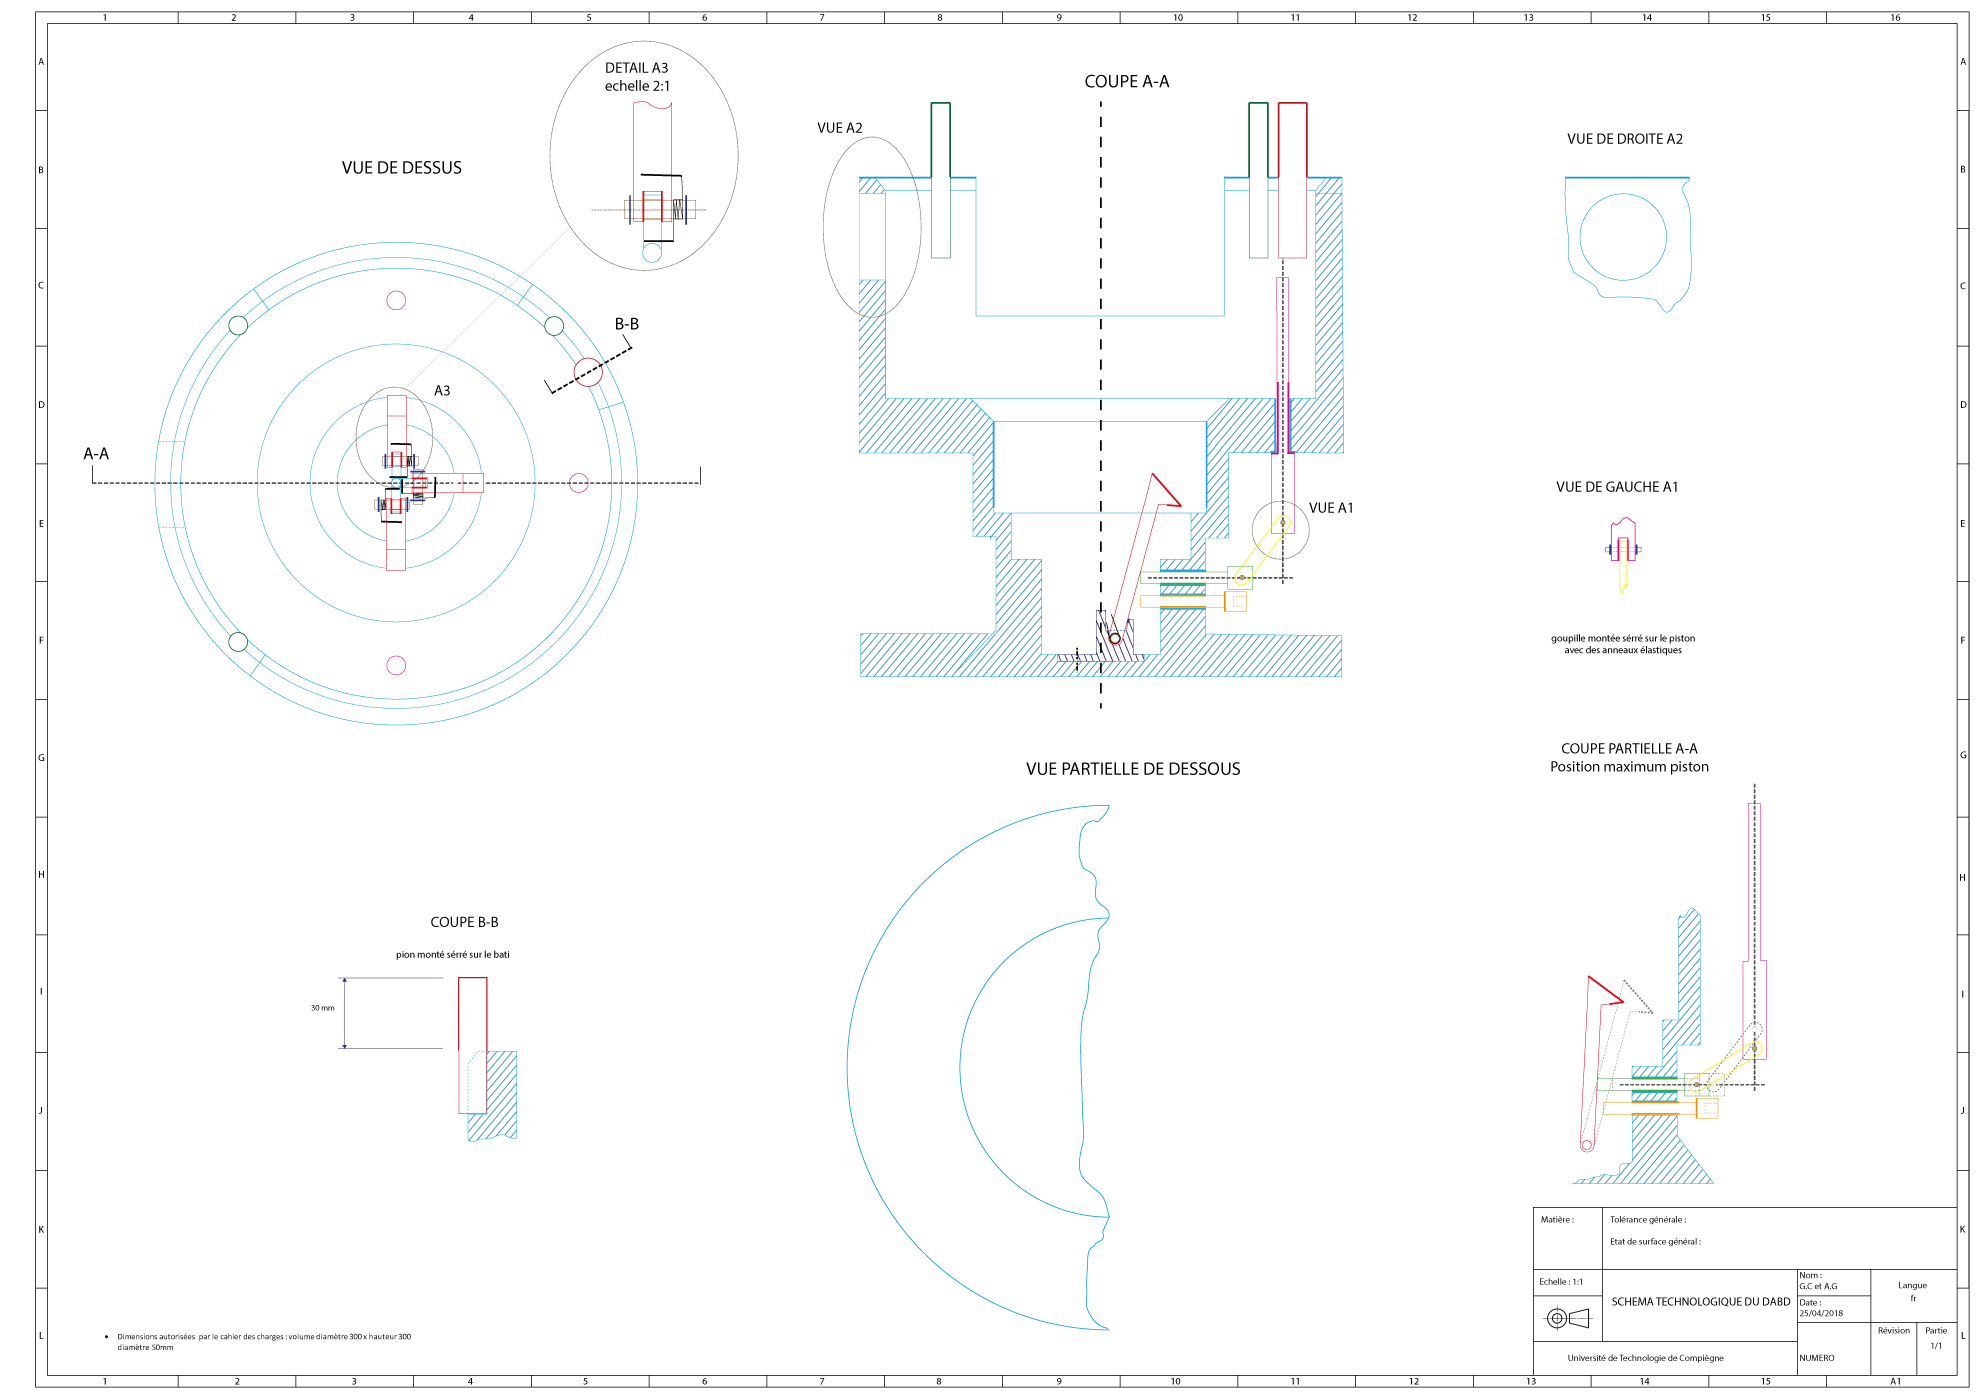 1 2 3 4 5 6 7 8 9 10 11 12 13 14 15 16
A A
DETAIL A3
echelle 2:1
COUPE A-A
VUE A2
VUE DE DROITE A2
VUE DE DESSUS
B B
C C
B-B
A3
D D
A-A
VUE DE GAUCHE A1
VUE A1
E E
goupille montée sérré sur le piston
avec des anneaux élastiques
F F
COUPE PARTIELLE A-A
Position maximum piston
VUE PARTIELLE DE DESSOUS
G G
H H
COUPE B-B
pion monté sérré sur le bati
30 mm
I I
J J
K K
Matière :
Tolérance générale :
Etat de surface général :
Echelle : 1:1
SCHEMA TECHNOLOGIQUE DU DABD
Nom :
G.C et A.G
Date :
25/04/2018
Langue
fr
Révision
Partie
1/1
Université de Technologie de Compiègne
NUMERO
L L
• Dimensions autorisées par le cahier des charges : volume diamètre 300 x hauteur 300
diamètre 50mm
1 2 3 4 5 6 7 8 9 10 11 12 13 14 15 A1